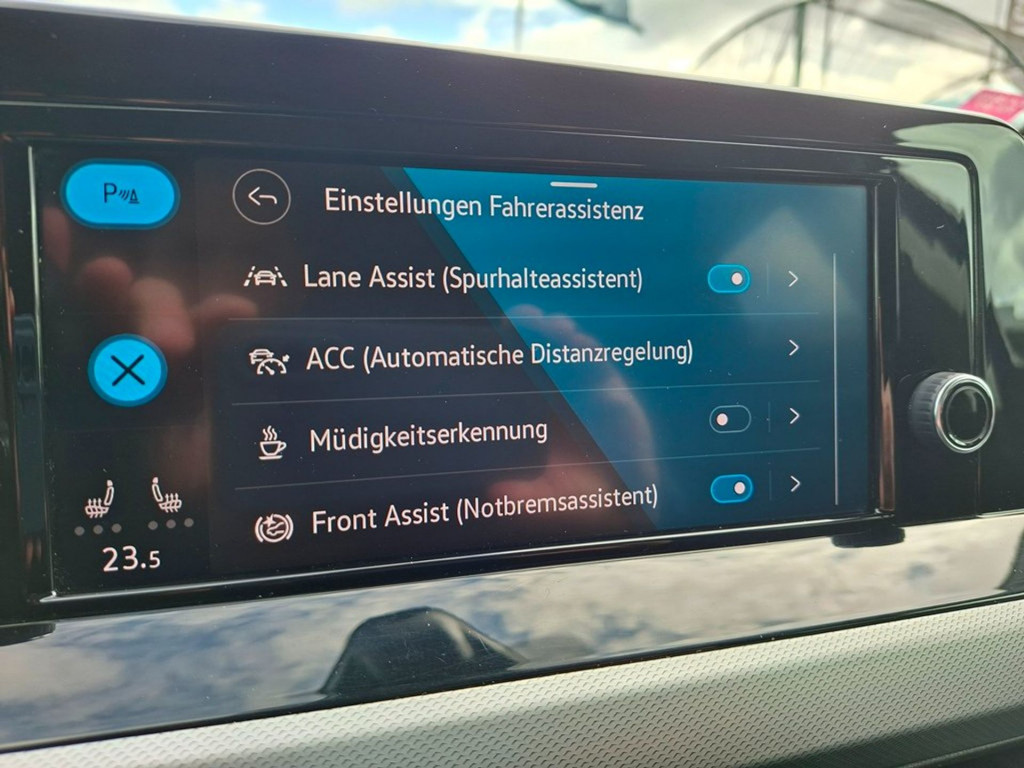 P
Einstellungen Fahrerassistenz
Lane Assist (Spurhalteassistent)
ACC (Automatische Distanzregelung)
Müdigkeitserkennung
Front Assist (Notbremsassistent)
23.5